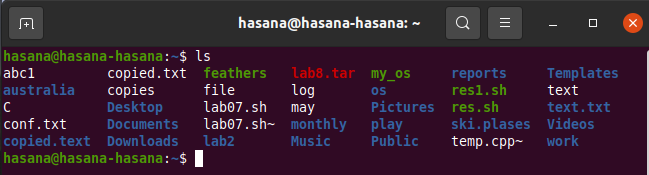 hasana@hasana-hasana: ~
hasana@hasana-hasana:~$ ls
abc1 copied.txt feathers lab8.tar my_os reports Templates
australia copies file log os res1.sh text
C Desktop lab07.sh may Pictures res.sh text.txt
conf.txt Documents lab07.sh~ monthly play ski.plases Videos
copied.text Downloads lab2 Music Public temp.cpp~ work
hasana@hasana-hasana:~$